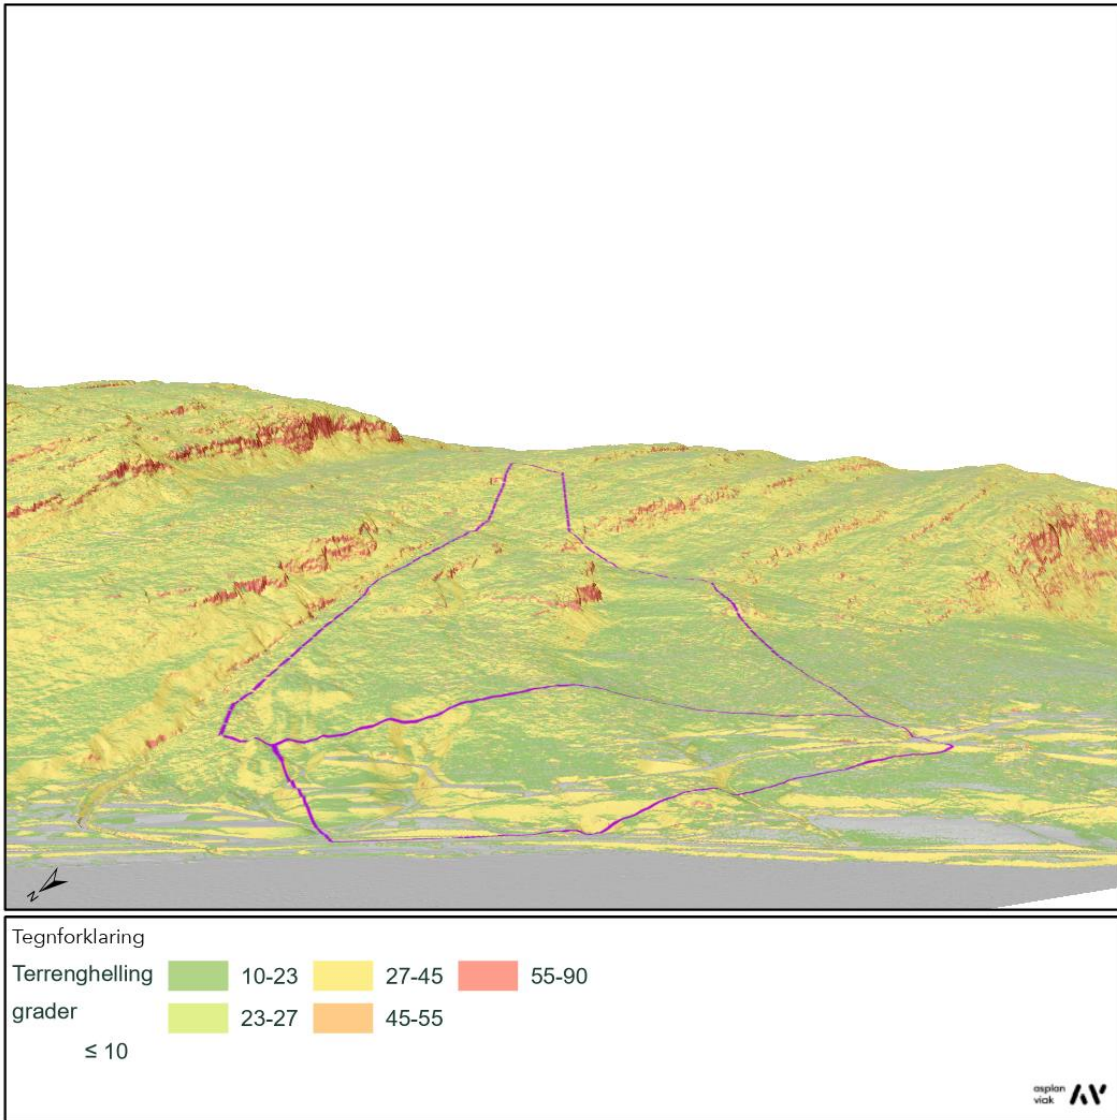 N
Tegnforklaring
Terrenghelling 10-23 27-45 55-90
grader 23-27 45-55
≤ 10
asplan
viak